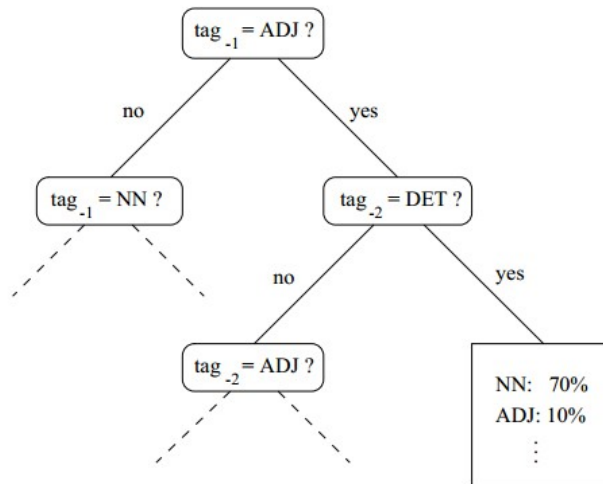 tag -1 = ADJ ?
no
yes
tag -1 = NN ?
tag -2 = DET ?
no
yes
tag -2 = ADJ ?
NN: 70%
ADJ: 10%
⋮